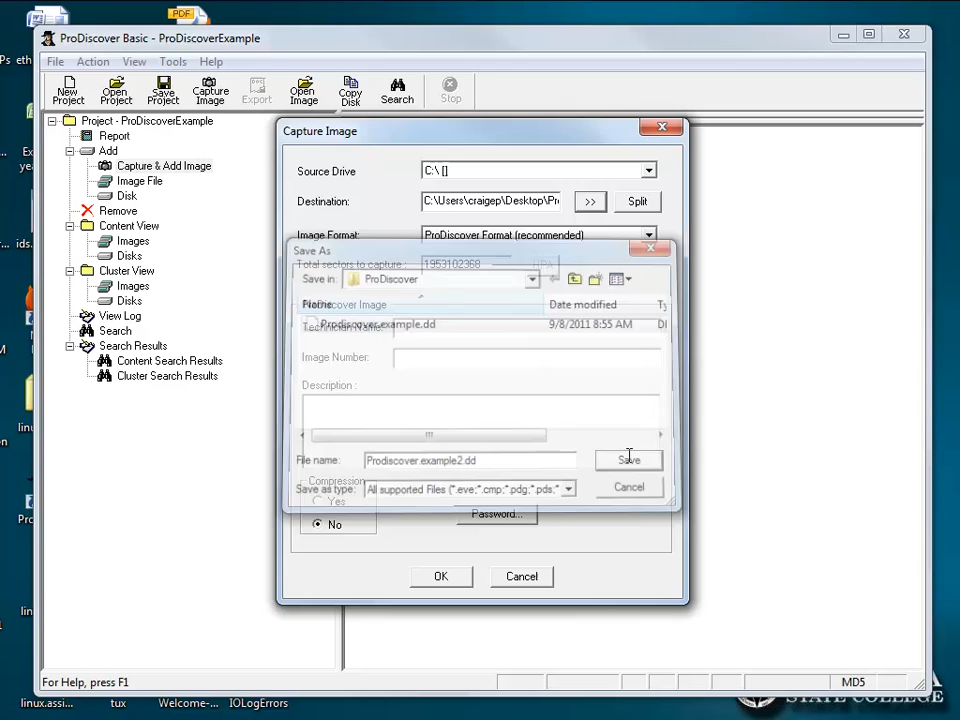 PDF
Ps eth
ProDiscover Basic - ProDiscoverExample
File Action View Tools Help
New Project
Open Project
Save Project
Capture Image
Export
Open Image
Copy Disk
Search
Stop
Project - ProDiscoverExample
Report
Add
Capture & Add Image
Image File
Disk
Remove
Content View
Images
Disks
Cluster View
Images
Disks
View Log
Search
Search Results
Content Search Results
Cluster Search Results
Capture Image
Source Drive C:\ []
Destination: C:\Users\craigep\Desktop\Pr >> Split
Image Format: ProDiscover Format (recommended)
Save As
Total sectors to capture : 1953102368 HPA
Save in: ProDiscover
ProDiscover Image
Name Date modified Ty
Prodiscover.example.dd 9/8/2011 8:55 AM DI
Technician Name:
Image Number:
Description :
File name: Prodiscover.example2.dd Save
Compression
Save as type: All supported Files (*.eve;*.cmp;*.pdg;*.pds;* Cancel
Yes
No
Password...
OK Cancel
For Help, press F1 MD5
linux.assi... tux Welcome-... IOLogErrors
STATE COLLEGE